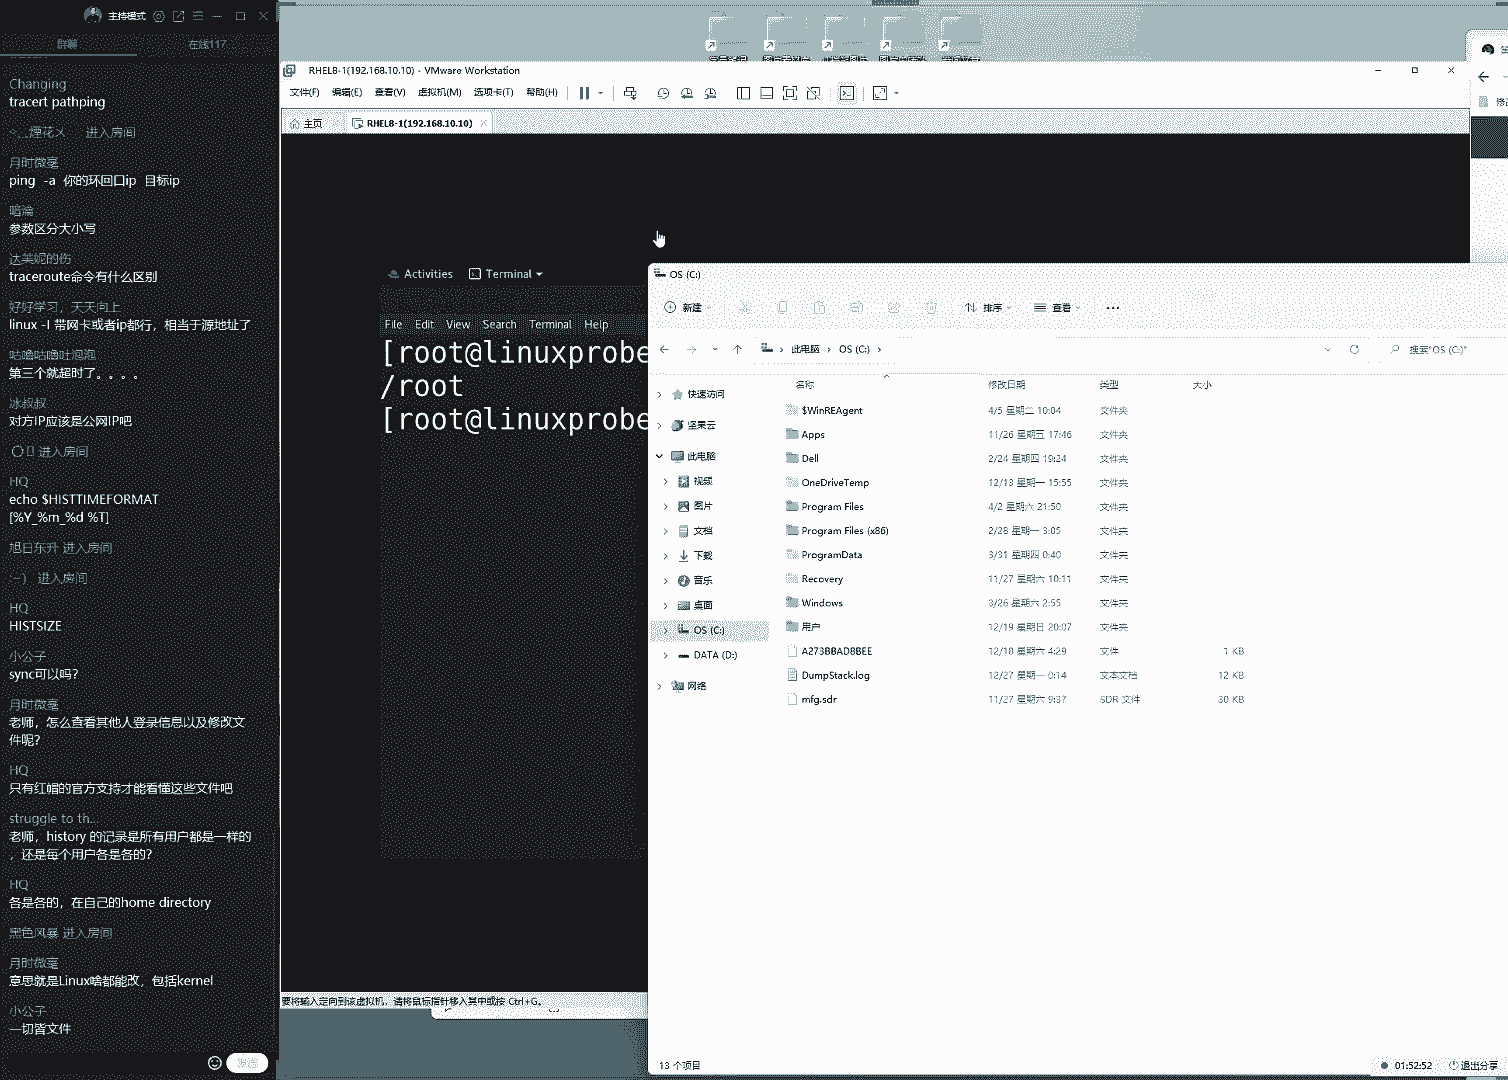 主持模式
群聊
在线117
Changing
tracert pathping
进入房间
月时微毫
ping -a 你的环回口ip 目标ip
暗淪
参数区分大小写
达芙妮的伤
traceroute命令有什么区别
好好学习，天天向上
linux -I 带网卡或者ip都行，相当于源地址了
咕噜咕噜吐泡泡
第三个就超时了。。。。
冰叔叔
对方IP应该是公网IP吧
进入房间
HQ
echo $HISTTIMEFORMAT
[%Y_%m_%d %T]
旭日东升 进入房间
进入房间
HQ
HISTSIZE
小公子
sync可以吗?
月时微毫
老师，怎么查看其他人登录信息以及修改文
件呢?
HQ
只有红帽的官方支持才能看懂这些文件吧
struggle to th...
老师，history 的记录是所有用户都是一样的
，还是每个用户各是各的?
HQ
各是各的，在自己的home directory
黑色风暴 进入房间
月时微毫
意思就是Linux啥都能改，包括kernel
小公子
一切皆文件
发送
RHEL8-1(192.168.10.10) - VMware Workstation
文件(F) 编辑(E) 查看(V) 虚拟机(M) 选项卡(T) 帮助(H)
主页 RHEL8-1(192.168.10.10)
Activities Terminal
File Edit View Search Terminal Help
[root@linuxprobe
/root
[root@linuxprobe
要将输入定向到该虚拟机，请将鼠标指针移入其中或按 Ctrl+G。
OS (C:)
新建 排序 查看
此电脑 OS (C:) 搜索"OS (C:)"
快速访问
坚果云
此电脑
视频
图片
文档
下载
音乐
桌面
OS (C:)
DATA (D:)
网络
名称 修改日期 类型 大小
$WinREAgent 4/5 星期二 10:04 文件夹
Apps 11/26 星期五 17:46 文件夹
Dell 2/24 星期四 19:24 文件夹
OneDriveTemp 12/13 星期一 15:55 文件夹
Program Files 4/2 星期六 21:50 文件夹
Program Files (x86) 2/28 星期一 3:05 文件夹
ProgramData 3/31 星期四 0:40 文件夹
Recovery 11/27 星期六 10:11 文件夹
Windows 3/26 星期六 2:55 文件夹
用户 12/19 星期日 20:07 文件夹
A273BBAD8BEE 12/18 星期六 4:29 文件 1 KB
DumpStack.log 12/27 星期一 0:14 文本文档 12 KB
mfg.sdr 11/27 星期六 9:37 SDR 文件 30 KB
13 个项目
01:52:52 退出分享